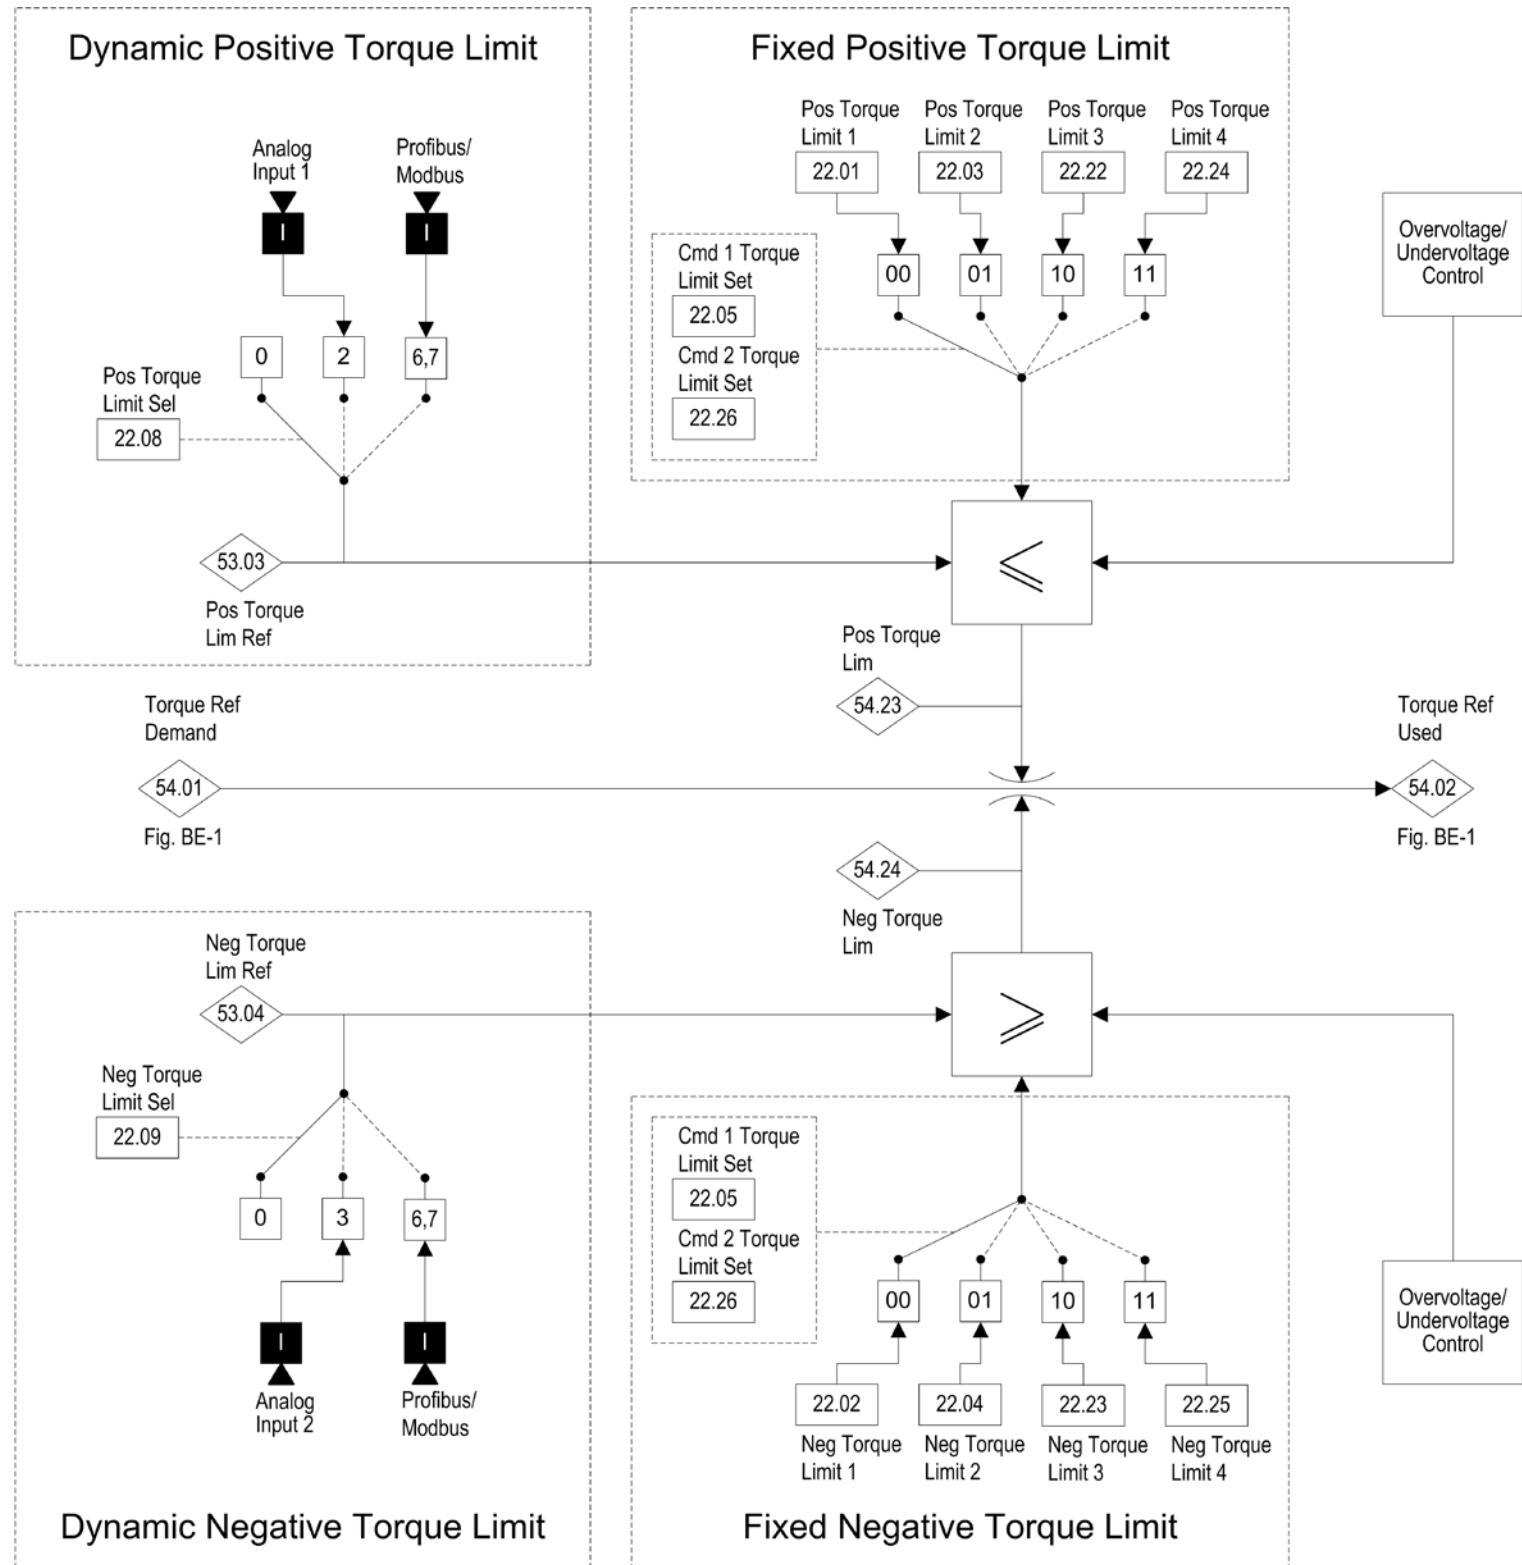 Dynamic Positive Torque Limit
Analog
Input 1
Profibus/
Modbus
I
I
0
2
6,7
Pos Torque
Limit Sel
22.08
53.03
Pos Torque
Lim Ref
Fixed Positive Torque Limit
Pos Torque
Limit 1
Pos Torque
Limit 2
Pos Torque
Limit 3
Pos Torque
Limit 4
22.01
22.03
22.22
22.24
Cmd 1 Torque
Limit Set
22.05
Cmd 2 Torque
Limit Set
22.26
00
01
10
11
Overvoltage/
Undervoltage
Control
≤
Pos Torque
Lim
54.23
Torque Ref
Demand
54.01
Fig. BE-1
Torque Ref
Used
54.02
Fig. BE-1
54.24
Neg Torque
Lim
Neg Torque
Lim Ref
53.04
Neg Torque
Limit Sel
22.09
0
3
6,7
I
I
Analog
Input 2
Profibus/
Modbus
Dynamic Negative Torque Limit
≥
Cmd 1 Torque
Limit Set
22.05
Cmd 2 Torque
Limit Set
22.26
00
01
10
11
22.02
22.04
22.23
22.25
Neg Torque
Limit 1
Neg Torque
Limit 2
Neg Torque
Limit 3
Neg Torque
Limit 4
Fixed Negative Torque Limit
Overvoltage/
Undervoltage
Control